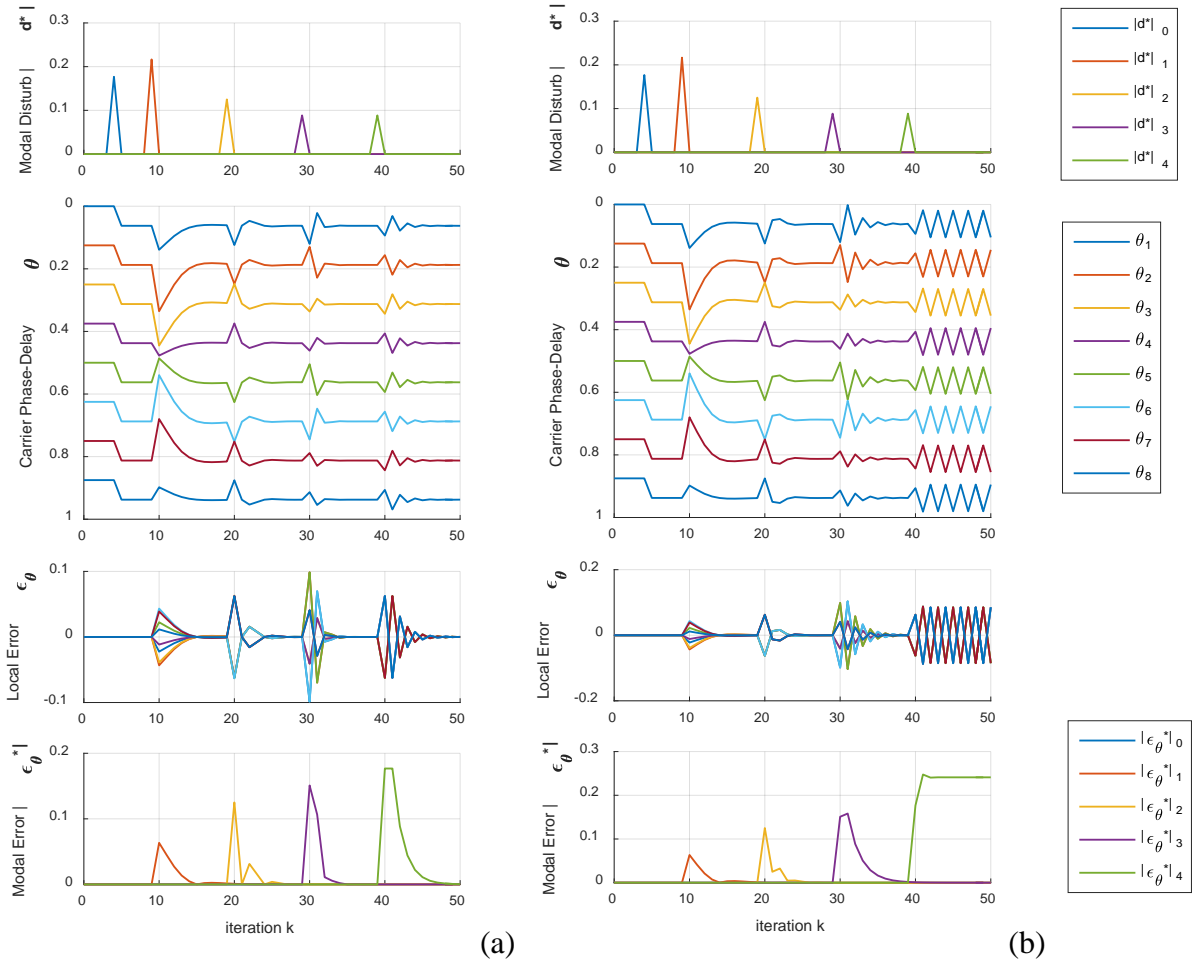 Modal Disturb | d* |
0.3
0.2
0.1
0
0 10 20 30 40 50
Carrier Phase-Delay θ
0
0.2
0.4
0.6
0.8
1
0 10 20 30 40 50
Local Error ϵθ
0.1
0
-0.1
0 10 20 30 40 50
Modal Error | ϵθ*|
0.2
0.1
0
0 10 20 30 40 50
iteration k
(a)
Modal Disturb | d* |
0.3
0.2
0.1
0
0 10 20 30 40 50
Carrier Phase-Delay θ
0
0.2
0.4
0.6
0.8
1
0 10 20 30 40 50
Local Error ϵθ
0.2
0
-0.2
0 10 20 30 40 50
Modal Error | ϵθ*|
0.3
0.2
0.1
0
0 10 20 30 40 50
iteration k
(b)
|d*| 0
|d*| 1
|d*| 2
|d*| 3
|d*| 4
θ1
θ2
θ3
θ4
θ5
θ6
θ7
θ8
|ϵθ*| 0
|ϵθ*| 1
|ϵθ*| 2
|ϵθ*| 3
|ϵθ*| 4